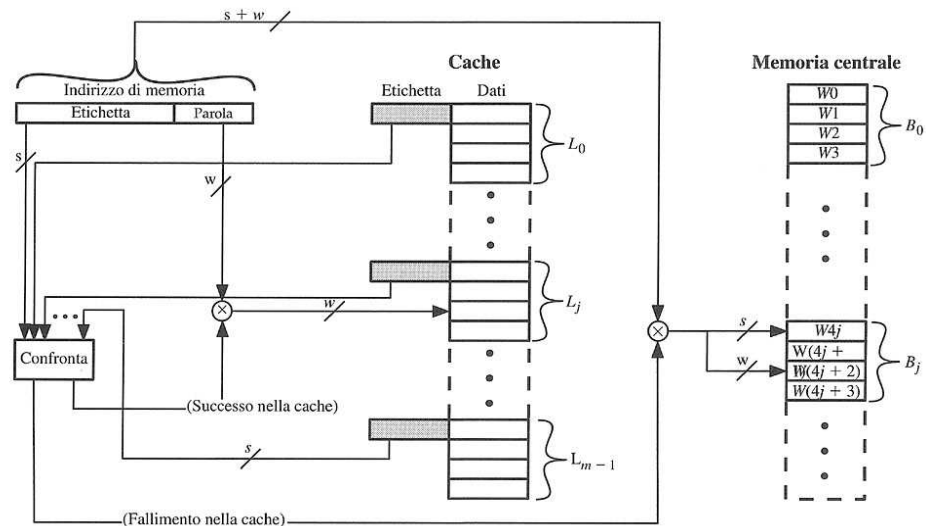 s + w
Cache
Memoria centrale
Indirizzo di memoria
Etichetta
Parola
Etichetta
Dati
L0
W0
W1
W2
W3
B0
s
w
Lj
w
Confronta
(Successo nella cache)
s
w
W4j
W(4j +
W(4j + 2)
W(4j + 3)
Bj
s
Lm − 1
(Fallimento nella cache)